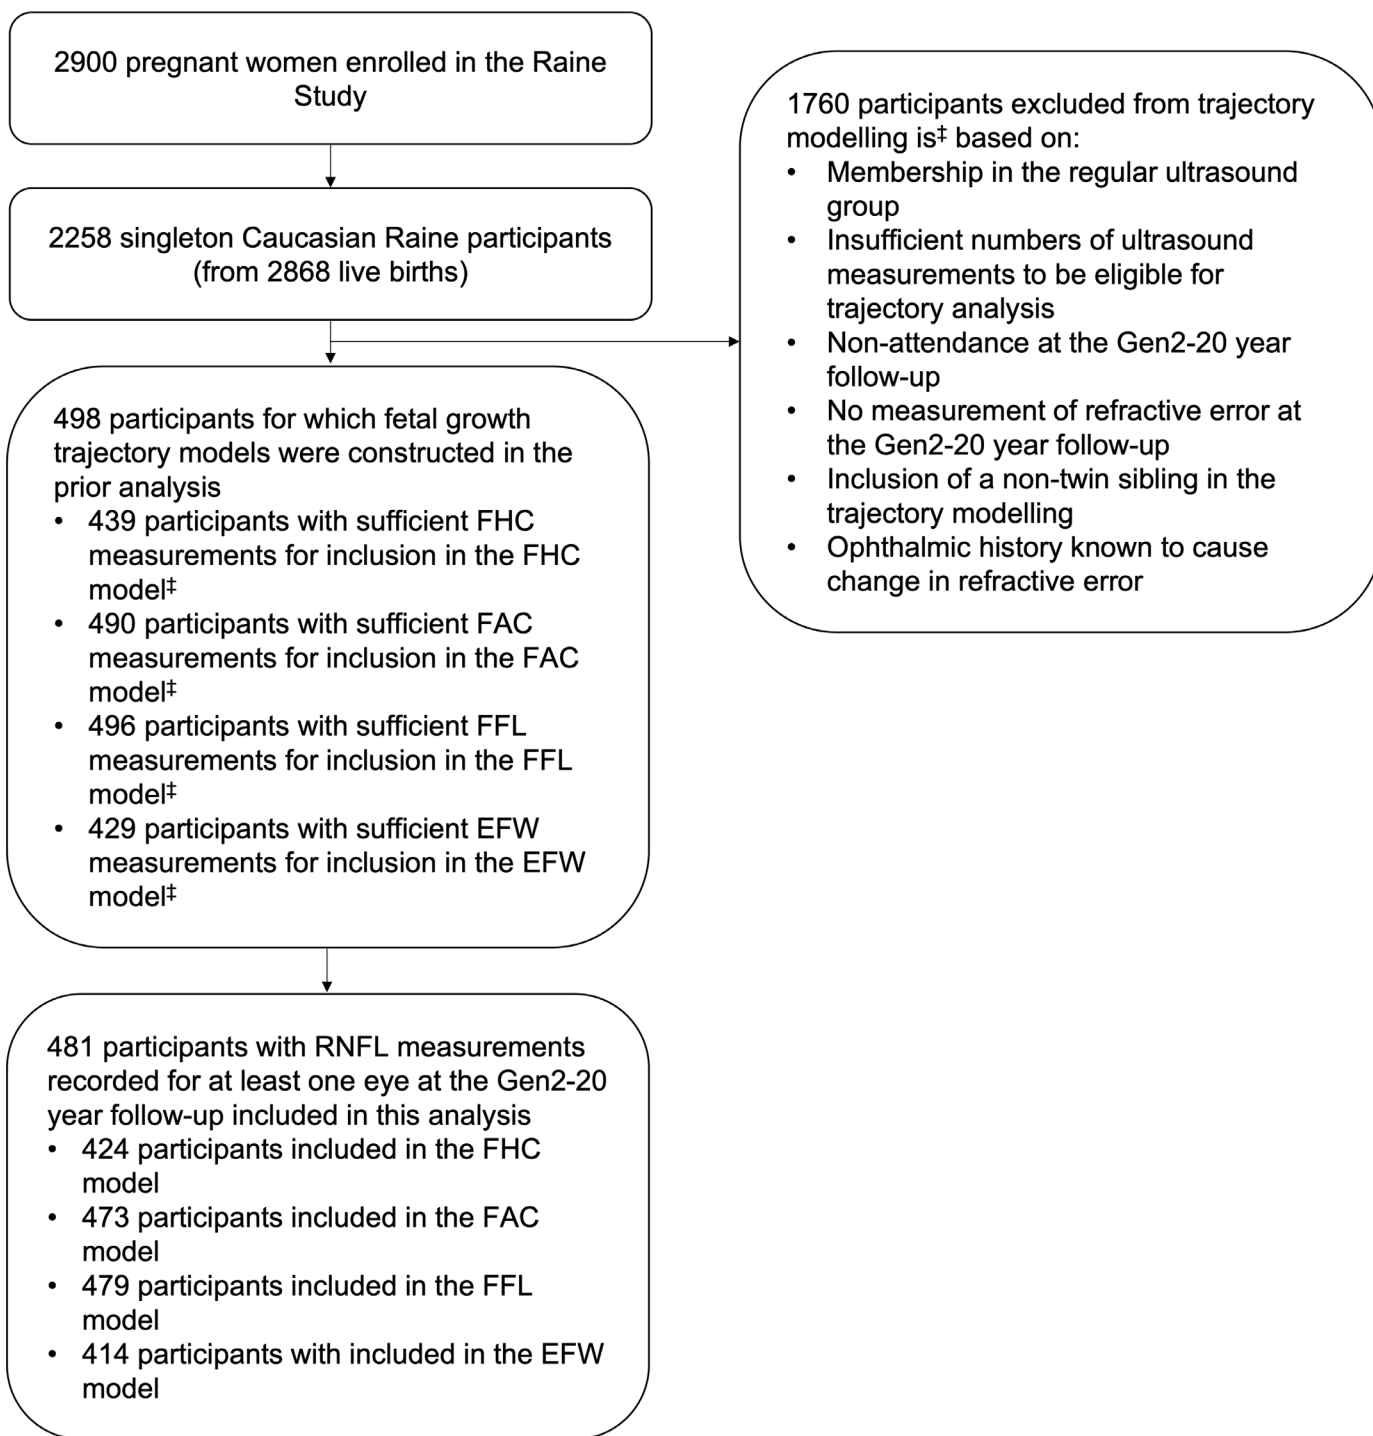 2900 pregnant women enrolled in the Raine
Study
2258 singleton Caucasian Raine participants
(from 2868 live births)
1760 participants excluded from trajectory
modelling is‡ based on:
• Membership in the regular ultrasound
group
• Insufficient numbers of ultrasound
measurements to be eligible for
trajectory analysis
• Non-attendance at the Gen2-20 year
follow-up
• No measurement of refractive error at
the Gen2-20 year follow-up
• Inclusion of a non-twin sibling in the
trajectory modelling
• Ophthalmic history known to cause
change in refractive error
498 participants for which fetal growth
trajectory models were constructed in the
prior analysis
• 439 participants with sufficient FHC
measurements for inclusion in the FHC
model‡
• 490 participants with sufficient FAC
measurements for inclusion in the FAC
model‡
• 496 participants with sufficient FFL
measurements for inclusion in the FFL
model‡
• 429 participants with sufficient EFW
measurements for inclusion in the EFW
model‡
481 participants with RNFL measurements
recorded for at least one eye at the Gen2-20
year follow-up included in this analysis
• 424 participants included in the FHC
model
• 473 participants included in the FAC
model
• 479 participants included in the FFL
model
• 414 participants with included in the EFW
model